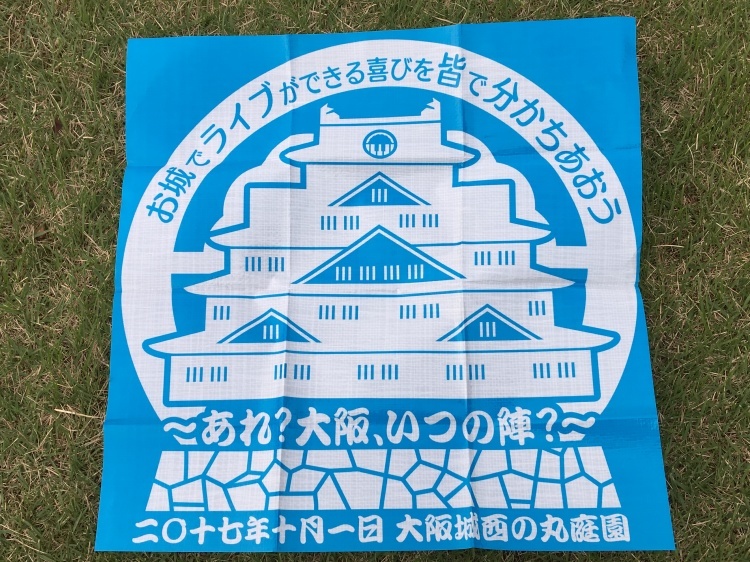 お城でライブができる喜びを皆で分かちあおう
～あれ？大阪、いつの陣？～
二〇十七年十月一日 大阪城西の丸庭園